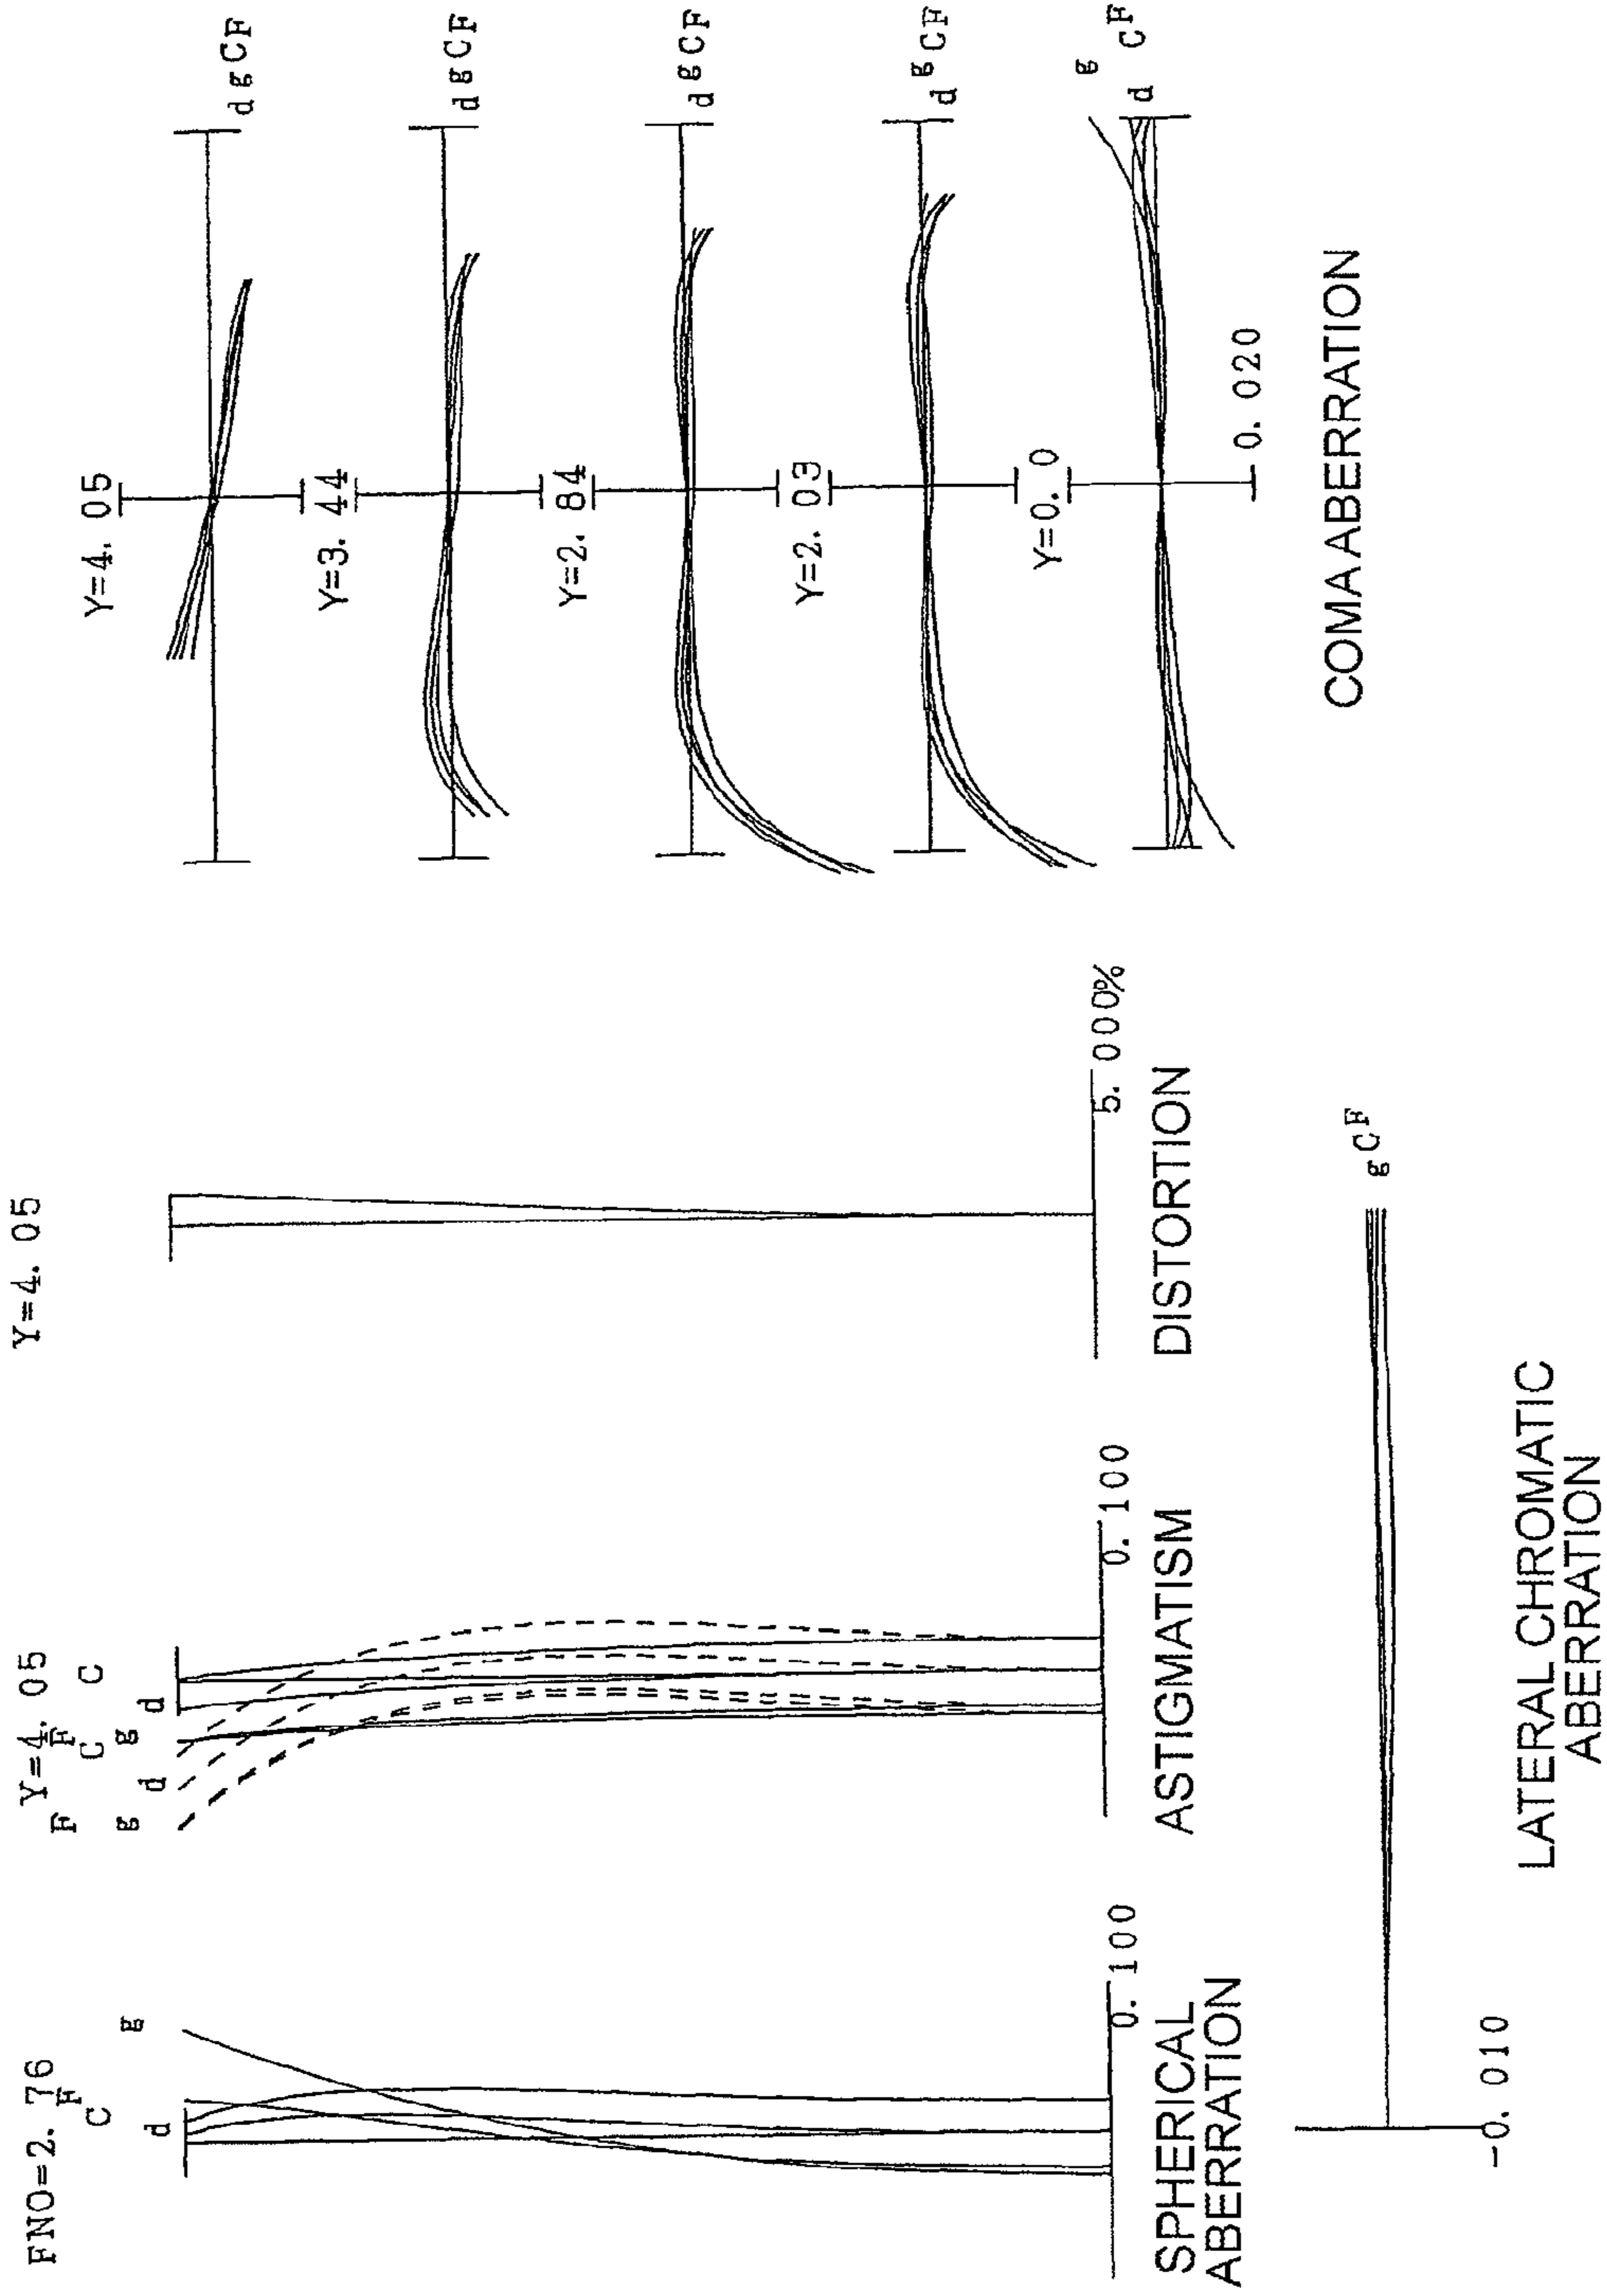 FNO=2. 76
F
C
d
g
0. 100
SPHERICAL
ABERRATION
Y=4. 05
F
F
C
C
g
d
g
d
0. 100
ASTIGMATISM
Y=4. 05
5. 000%
DISTORTION
Y=4. 05
d g C F
Y=3. 44
d g C F
Y=2. 84
d g C F
Y=2. 03
d g C F
Y=0. 0
g
d C F
0. 020
COMA ABERRATION
g C F
-0. 010
LATERAL CHROMATIC
ABERRATION